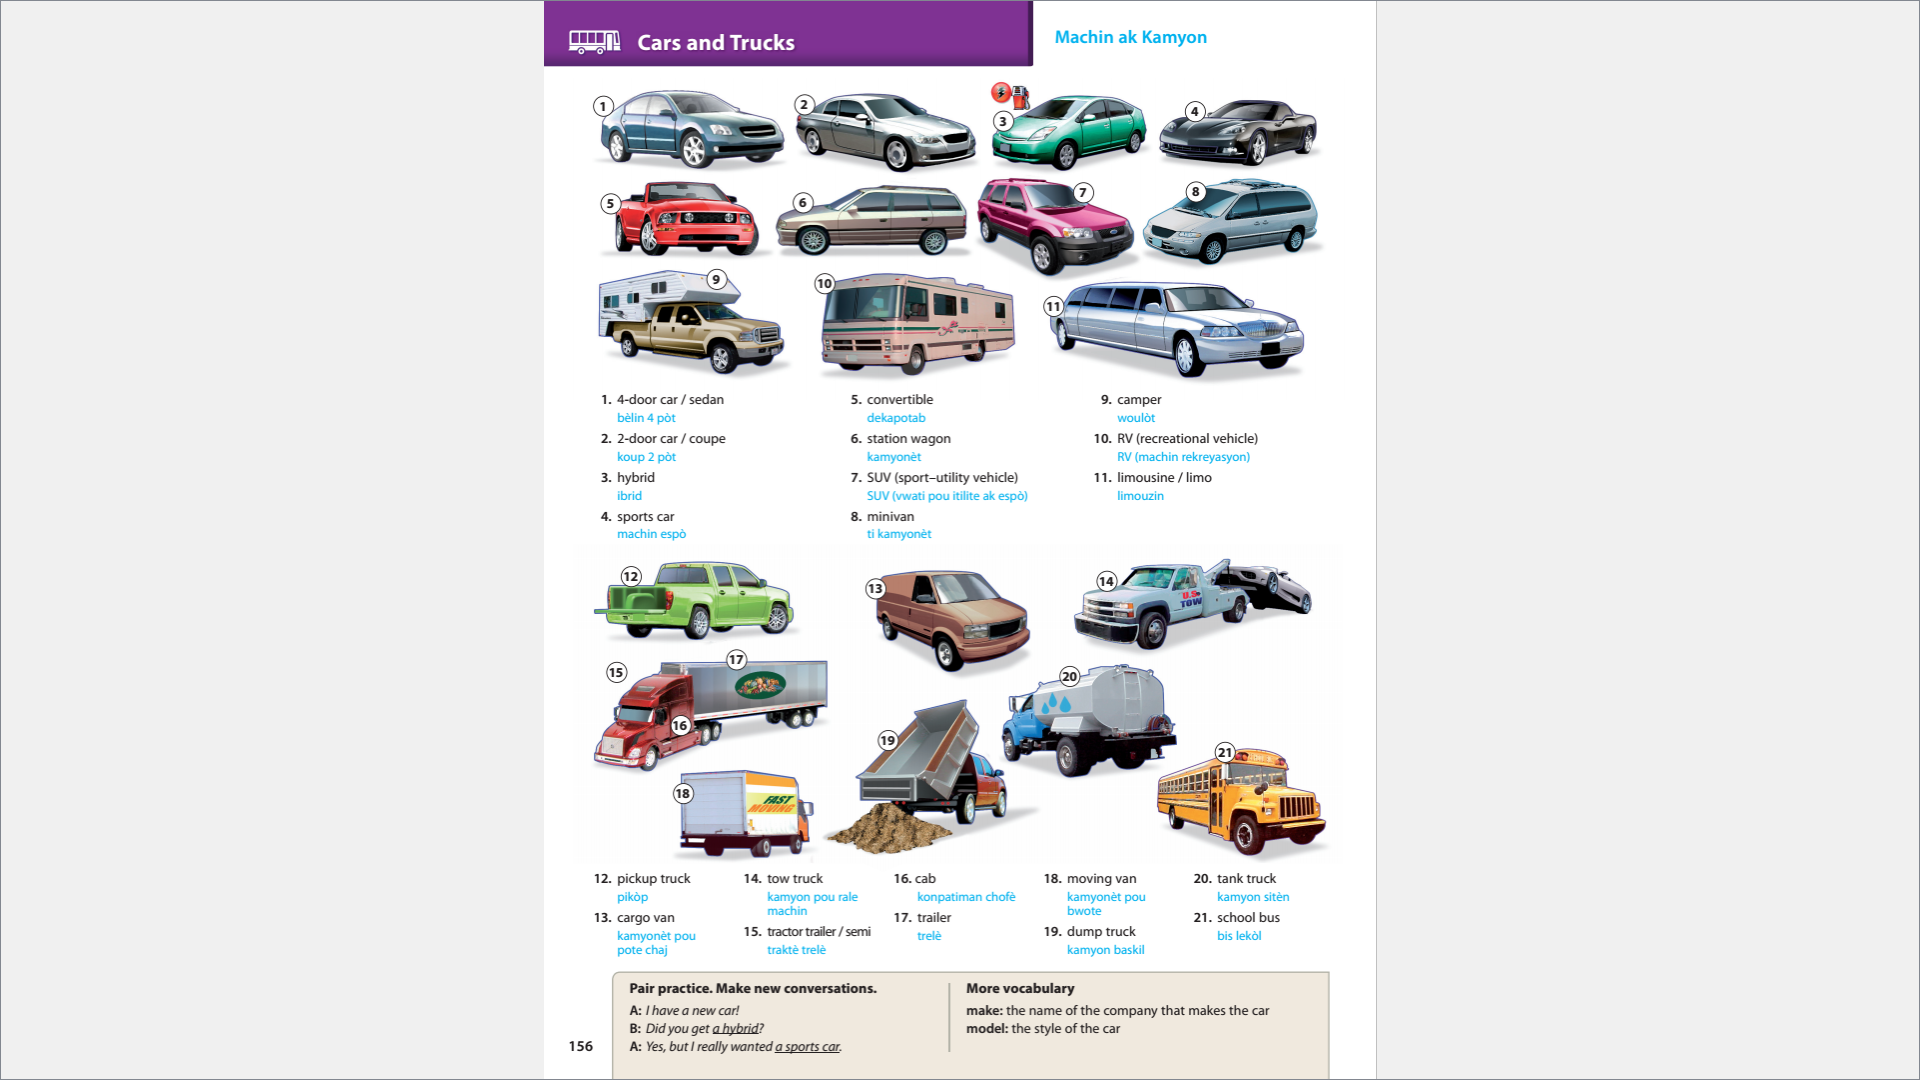 Cars and Trucks
Machin ak Kamyon
1
2
3
4
5
6
7
8
9
10
11
1. 4-door car / sedan
bèlin 4 pòt
2. 2-door car / coupe
koup 2 pòt
3. hybrid
ibrid
4. sports car
machin espò
5. convertible
dekapotab
6. station wagon
kamyonèt
7. SUV (sport–utility vehicle)
SUV (vwati pou itilite ak espò)
8. minivan
ti kamyonèt
9. camper
woulòt
10. RV (recreational vehicle)
RV (machin rekreyasyon)
11. limousine / limo
limouzin
12
13
14
U.S.
TOW
15
17
16
20
19
21
18
FAST
MOVING
12. pickup truck
pikòp
13. cargo van
kamyonèt pou
pote chaj
14. tow truck
kamyon pou rale
machin
15. tractor trailer / semi
traktè trelè
16. cab
konpatiman chofè
17. trailer
trelè
18. moving van
kamyonèt pou
bwote
19. dump truck
kamyon baskil
20. tank truck
kamyon sitèn
21. school bus
bis lekòl
Pair practice. Make new conversations.
A: I have a new car!
B: Did you get a hybrid?
A: Yes, but I really wanted a sports car.
More vocabulary
make: the name of the company that makes the car
model: the style of the car
156